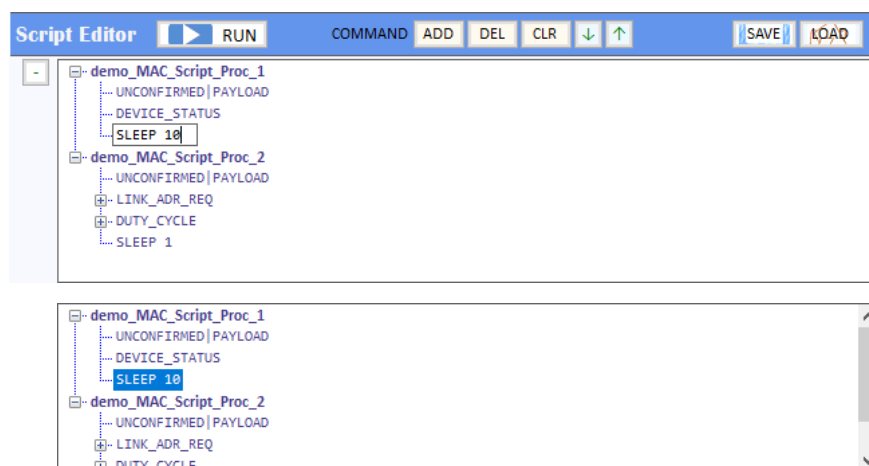 Script Editor RUN COMMAND ADD DEL CLR ↓ ↑ SAVE LOAD
- demo_MAC_Script_Proc_1
UNCONFIRMED|PAYLOAD
DEVICE_STATUS
SLEEP 10
demo_MAC_Script_Proc_2
UNCONFIRMED|PAYLOAD
LINK_ADR_REQ
DUTY_CYCLE
SLEEP 1
demo_MAC_Script_Proc_1
UNCONFIRMED|PAYLOAD
DEVICE_STATUS
SLEEP 10
demo_MAC_Script_Proc_2
UNCONFIRMED|PAYLOAD
LINK_ADR_REQ
DUTY_CYCLE